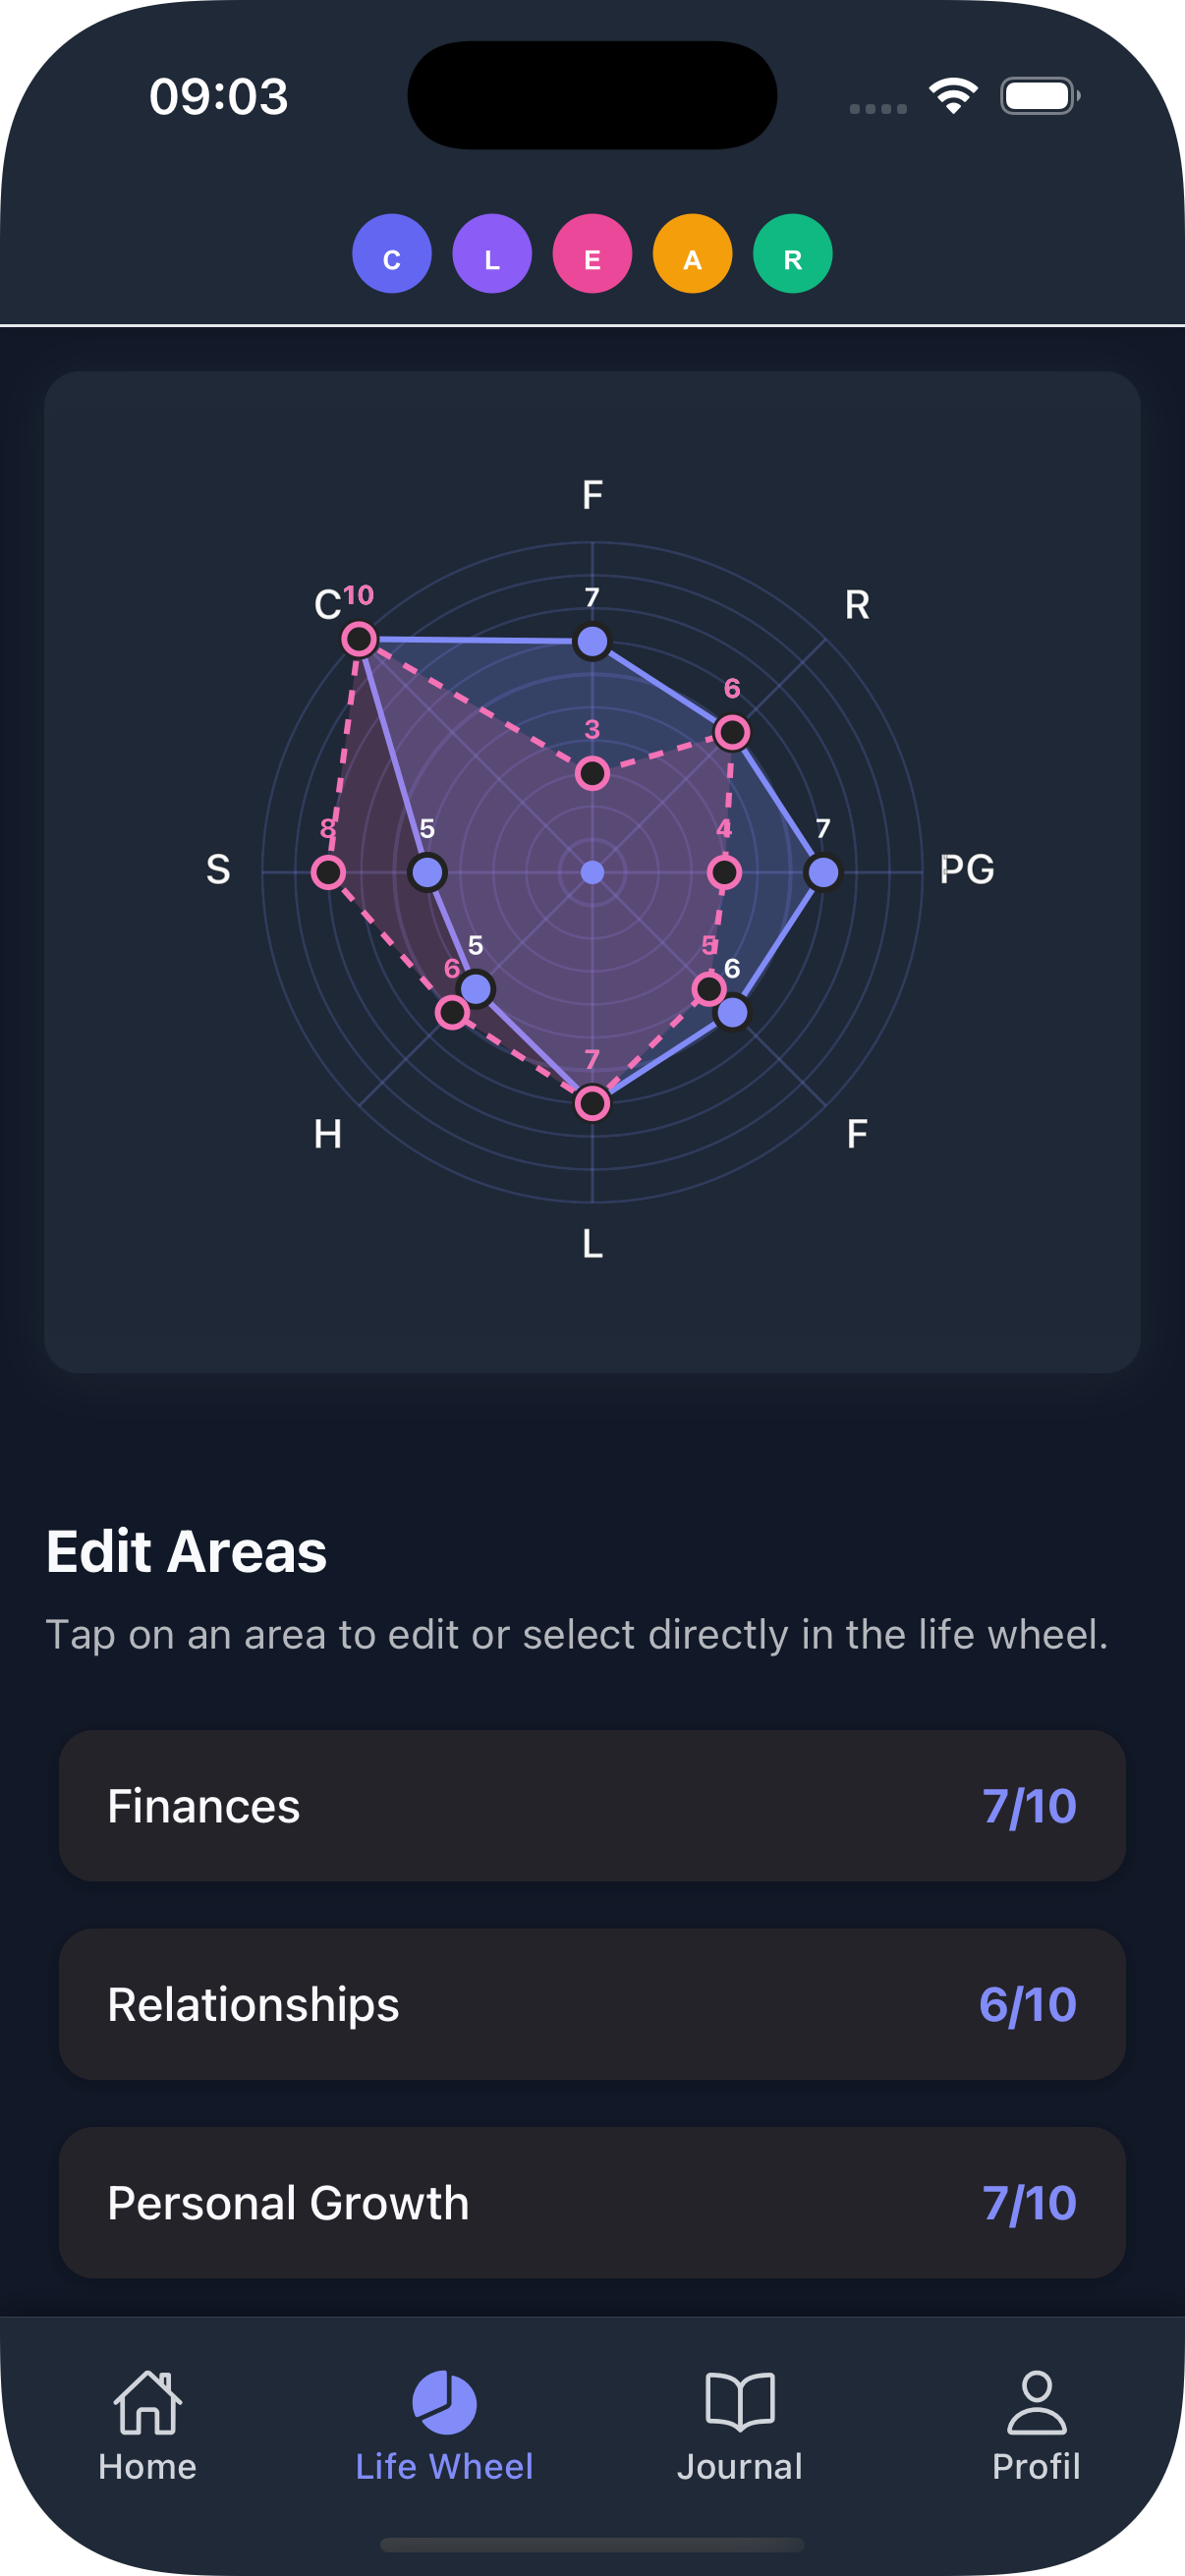 09:03
C L E A R
F
C 10 7 R
6
3
S 8 5 4 7 PG
5 5
6 6
7
H F
L
Edit Areas
Tap on an area to edit or select directly in the life wheel.
Finances 7/10
Relationships 6/10
Personal Growth 7/10
Home Life Wheel Journal Profil